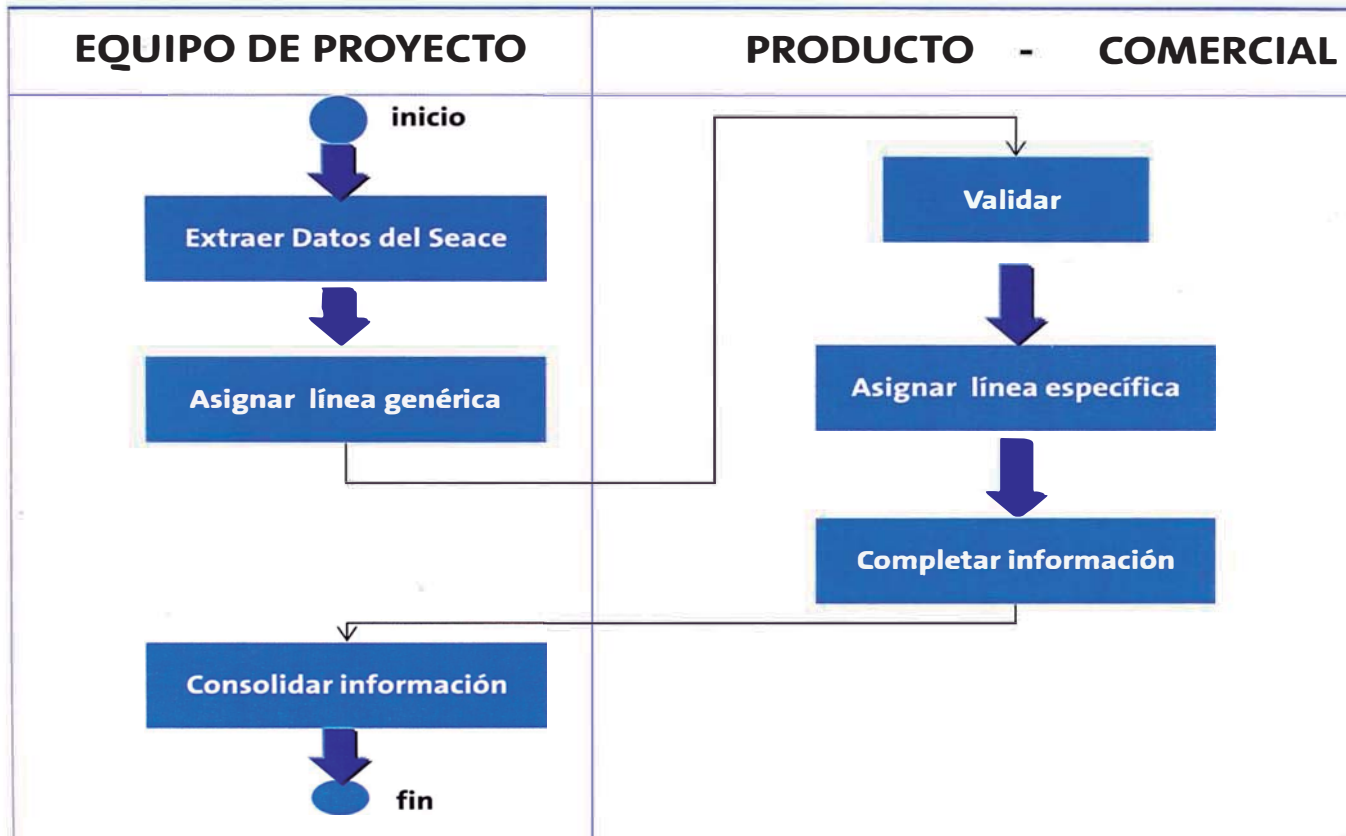 EQUIPO DE PROYECTO
PRODUCTO - COMERCIAL
inicio
Extraer Datos del Seace
Asignar línea genérica
Validar
Asignar línea específica
Completar información
Consolidar información
fin